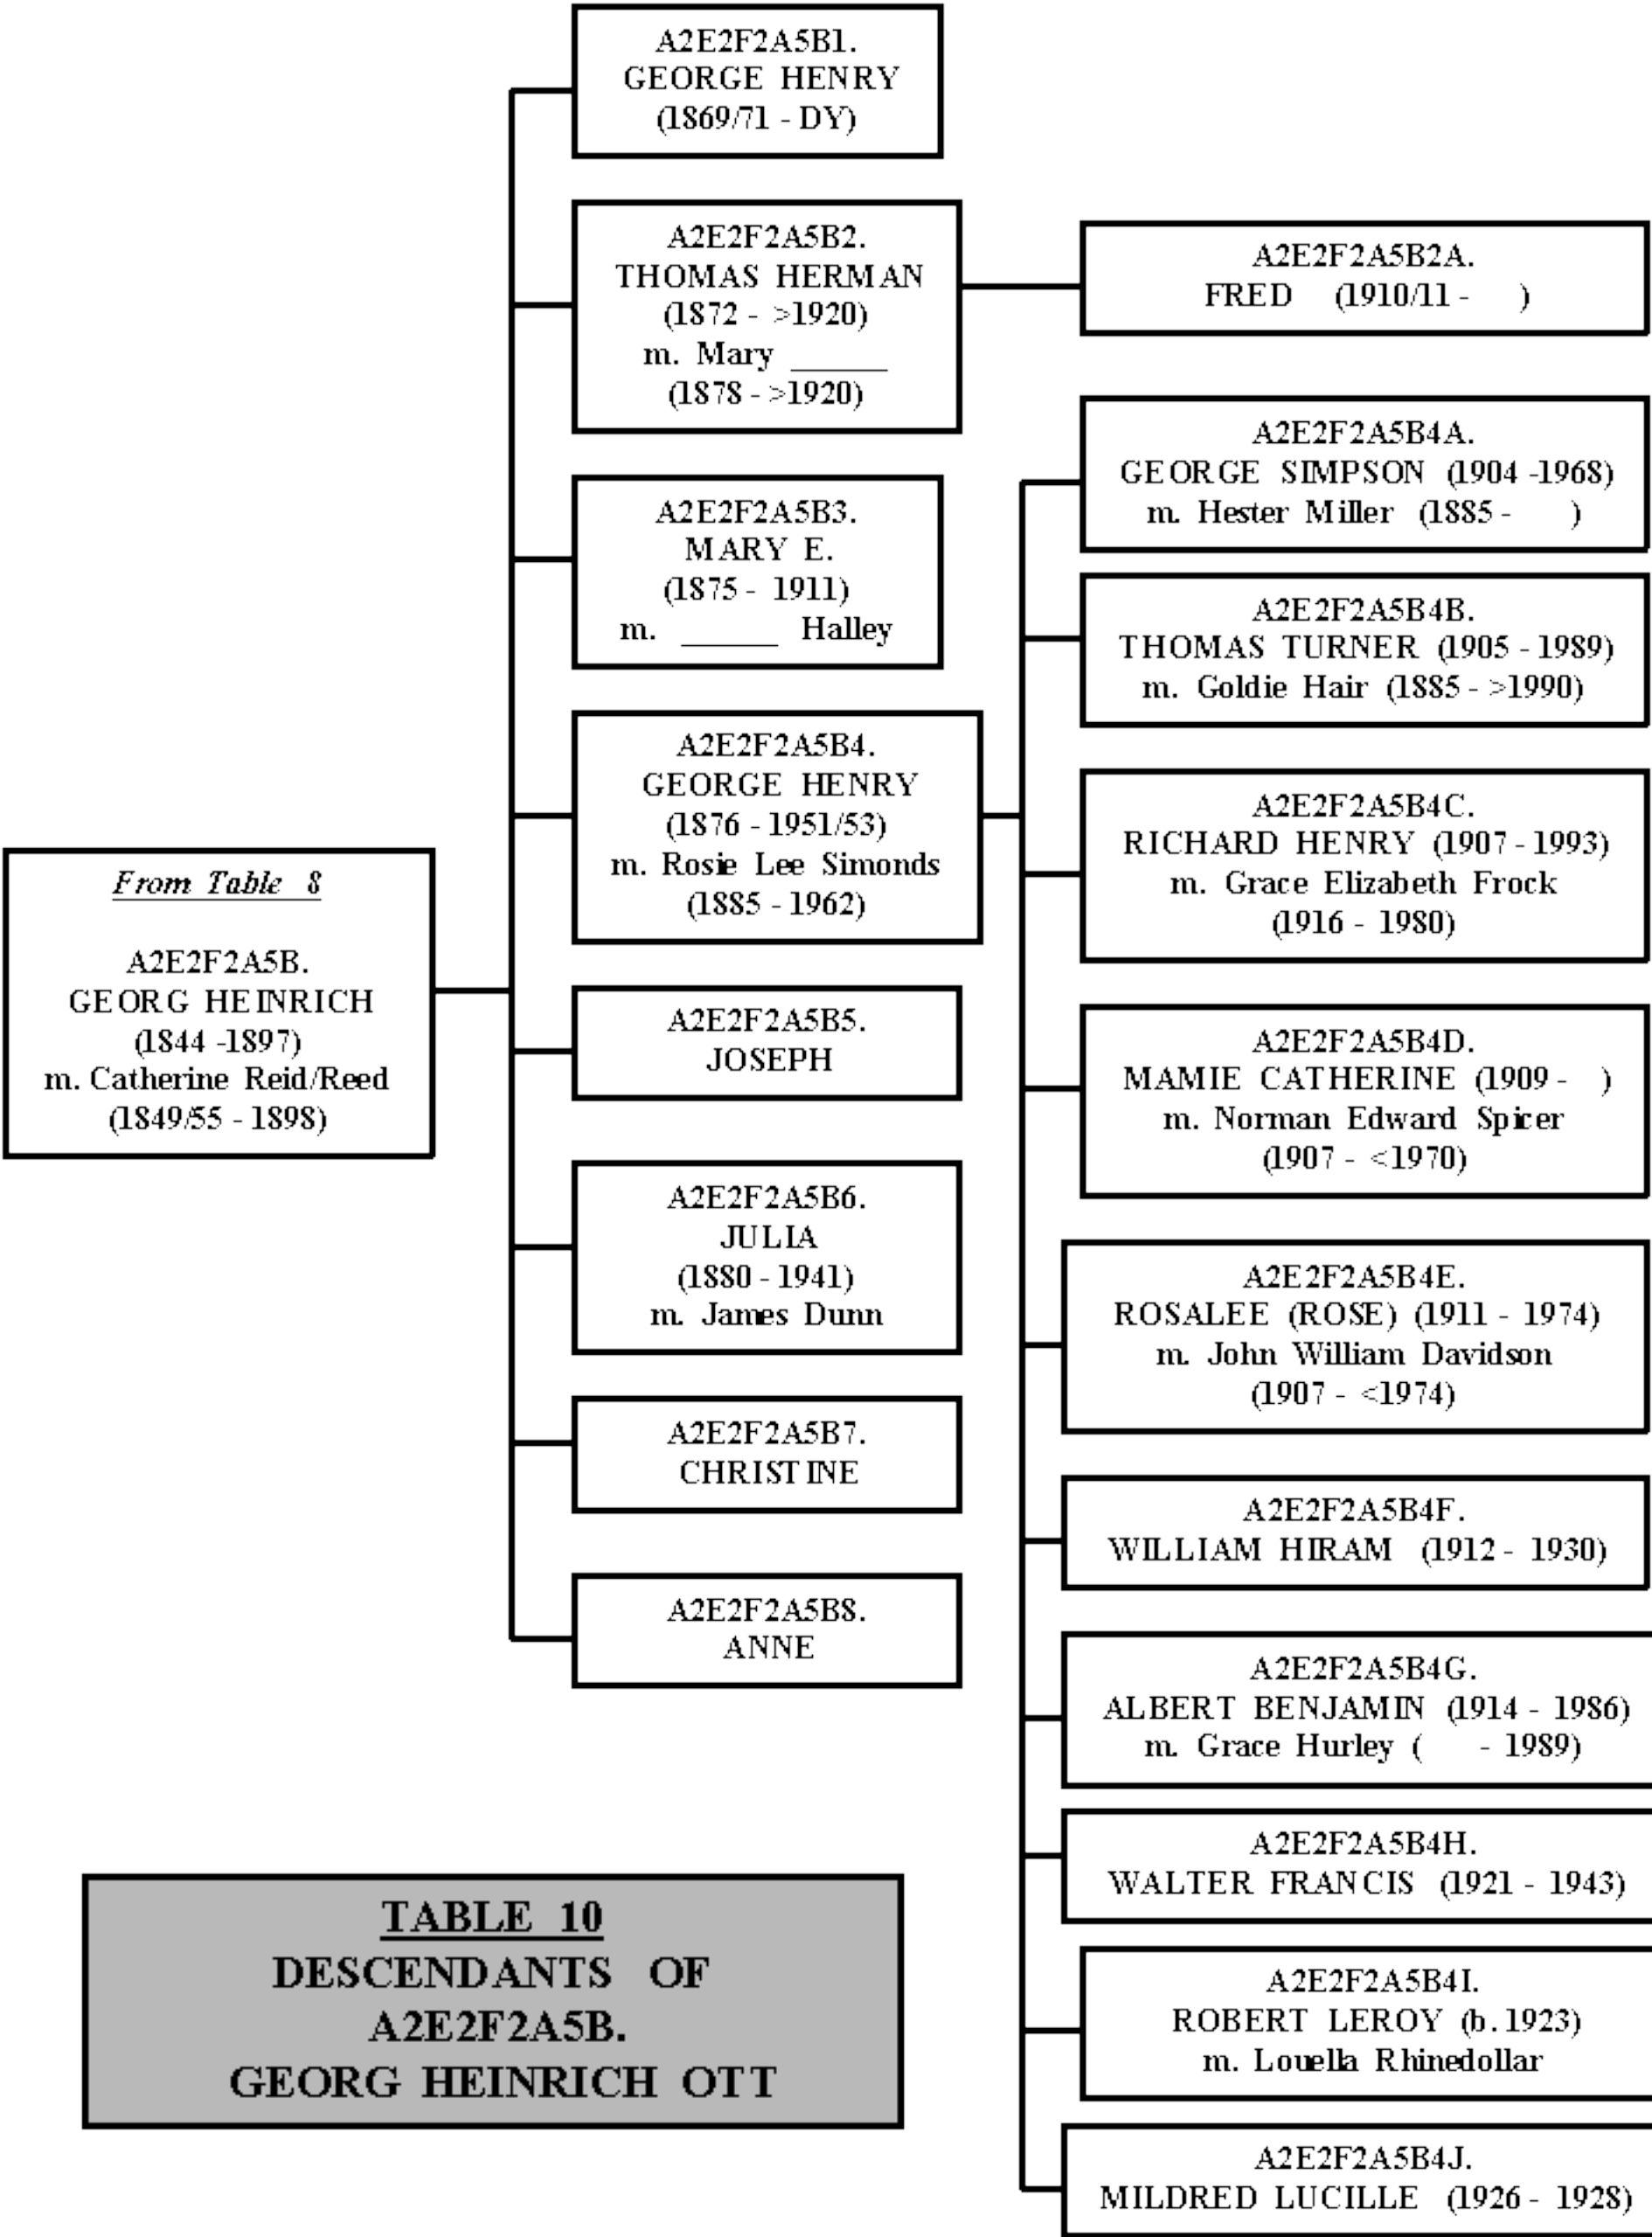 From Table 8
A2E2F2A5B.
GEORG HEINRICH
(1844 -1897)
m. Catherine Reid/Reed
(1849/55 - 1898)
A2E2F2A5B1.
GEORGE HENRY
(1869/71 - DY)
A2E2F2A5B2.
THOMAS HERMAN
(1872 - >1920)
m. Mary ______
(1878 - >1920)
A2E2F2A5B3.
MARY E.
(1875 - 1911)
m. ______ Halley
A2E2F2A5B4.
GEORGE HENRY
(1876 - 1951/53)
m. Rosie Lee Simonds
(1885 - 1962)
A2E2F2A5B5.
JOSEPH
A2E2F2A5B6.
JULIA
(1880 - 1941)
m. James Dunn
A2E2F2A5B7.
CHRISTINE
A2E2F2A5B8.
ANNE
A2E2F2A5B2A.
FRED (1910/11 - )
A2E2F2A5B4A.
GEORGE SIMPSON (1904 -1968)
m. Hester Miller (1885 - )
A2E2F2A5B4B.
THOMAS TURNER (1905 - 1989)
m. Goldie Hair (1885 - >1990)
A2E2F2A5B4C.
RICHARD HENRY (1907 - 1993)
m. Grace Elizabeth Frock
(1916 - 1980)
A2E2F2A5B4D.
MAMIE CATHERINE (1909 - )
m. Norman Edward Spicer
(1907 - <1970)
A2E2F2A5B4E.
ROSALEE (ROSE) (1911 - 1974)
m. John William Davidson
(1907 - <1974)
A2E2F2A5B4F.
WILLIAM HIRAM (1912 - 1930)
A2E2F2A5B4G.
ALBERT BENJAMIN (1914 - 1986)
m. Grace Hurley ( - 1989)
A2E2F2A5B4H.
WALTER FRANCIS (1921 - 1943)
A2E2F2A5B4I.
ROBERT LEROY (b. 1923)
m. Louella Rhinedollar
A2E2F2A5B4J.
MILDRED LUCILLE (1926 - 1928)
TABLE 10
DESCENDANTS OF
A2E2F2A5B.
GEORG HEINRICH OTT